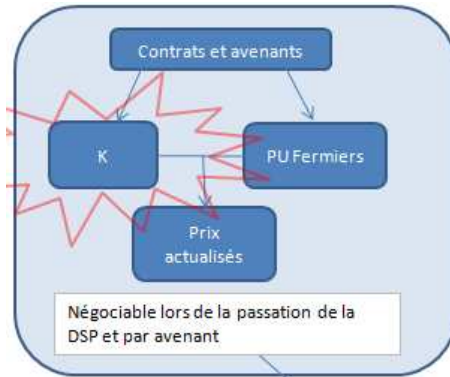 Contrats et avenants
K
PU Fermiers
Prix
actualisés
Négociable lors de la passation de la
DSP et par avenant